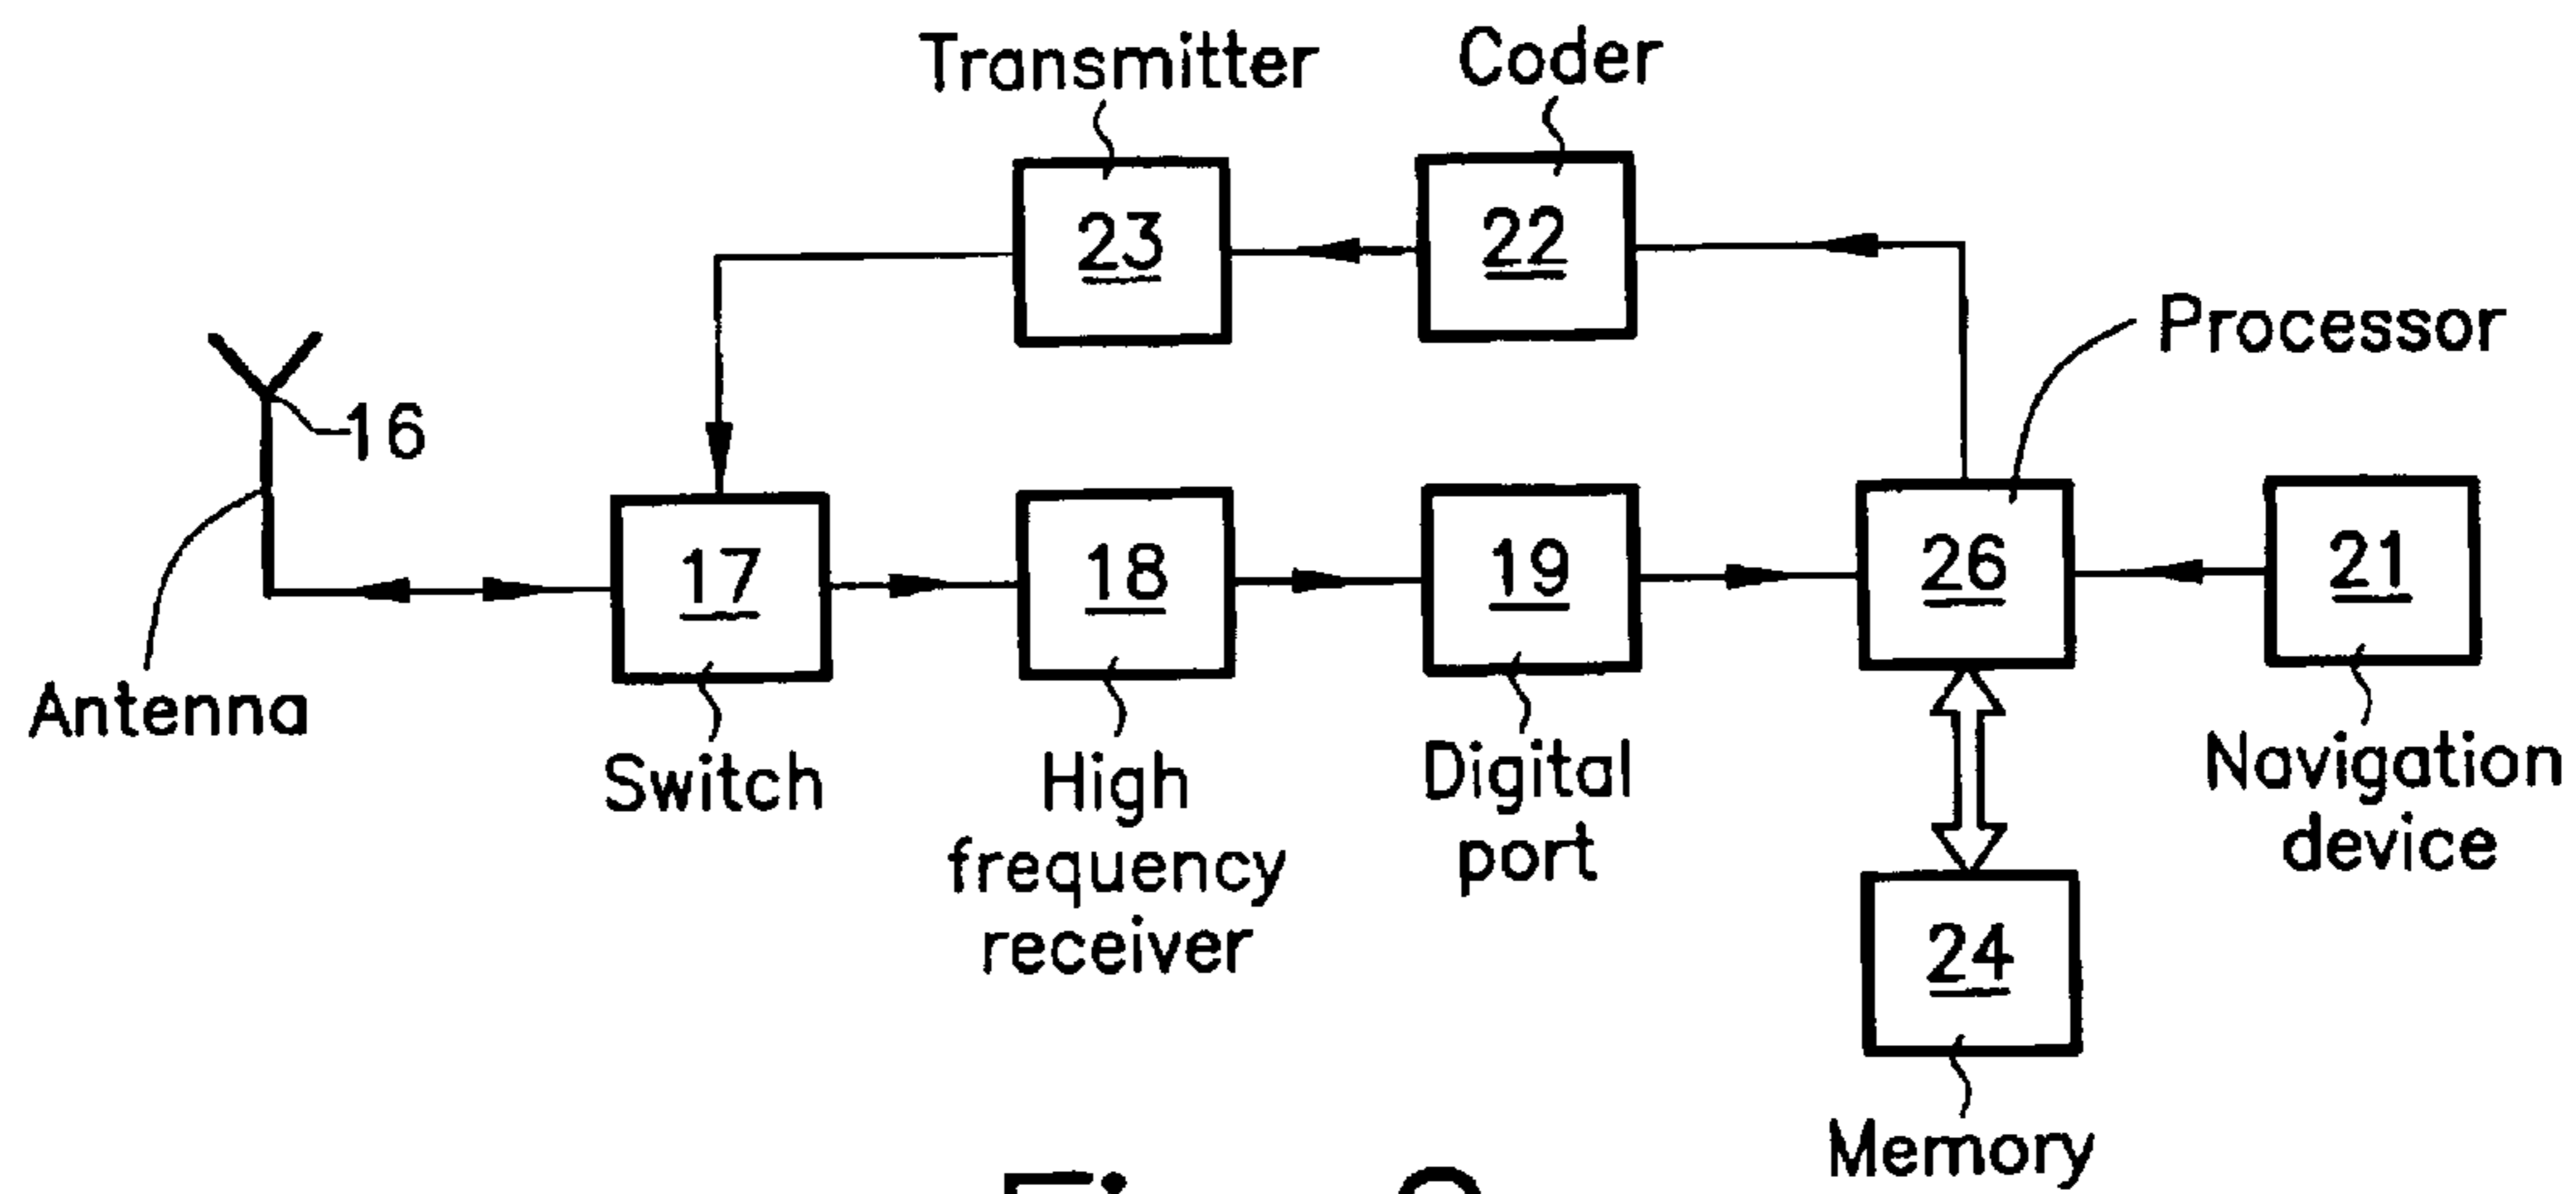 Transmitter
Coder
23
22
Processor
16
17
18
19
26
21
Antenna
Switch
High
frequency
receiver
Digital
port
Navigation
device
24
Memory